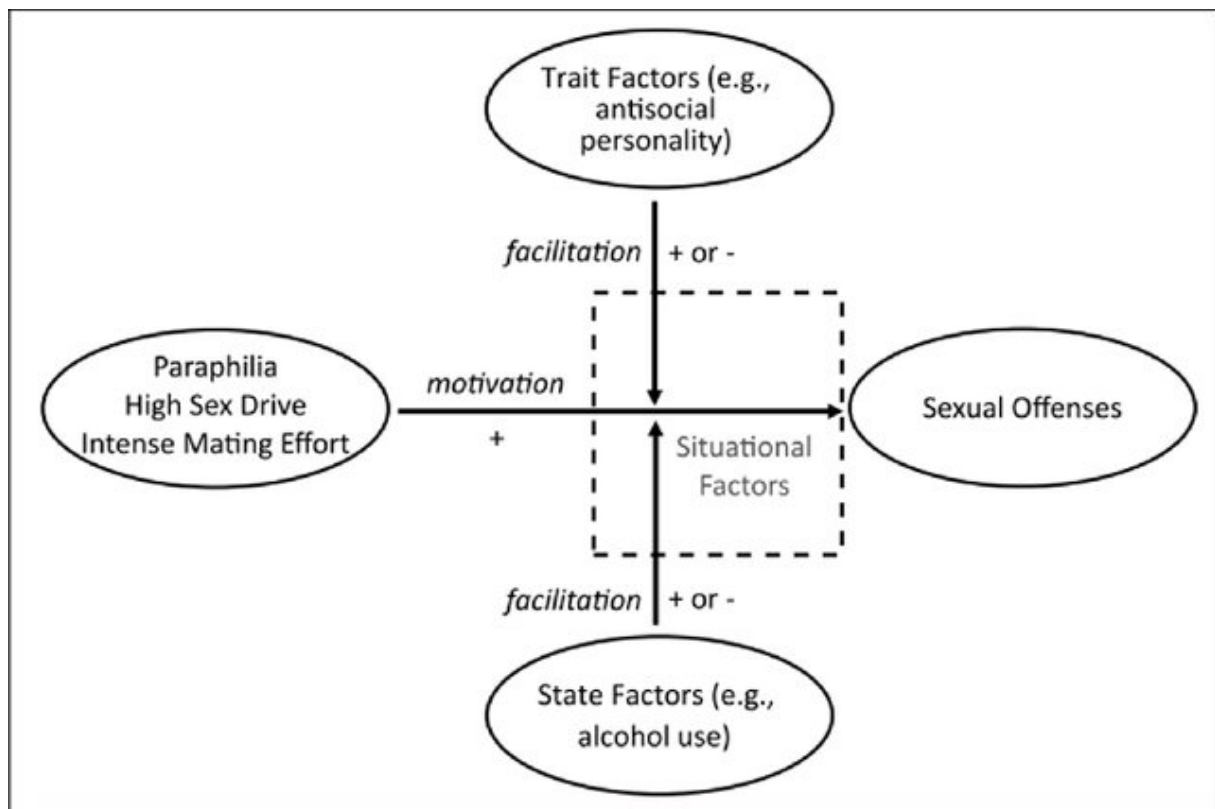 Trait Factors (e.g.,
antisocial
personality)
facilitation + or -
Paraphilia
High Sex Drive
Intense Mating Effort
motivation
+
Situational
Factors
Sexual Offenses
facilitation + or -
State Factors (e.g.,
alcohol use)